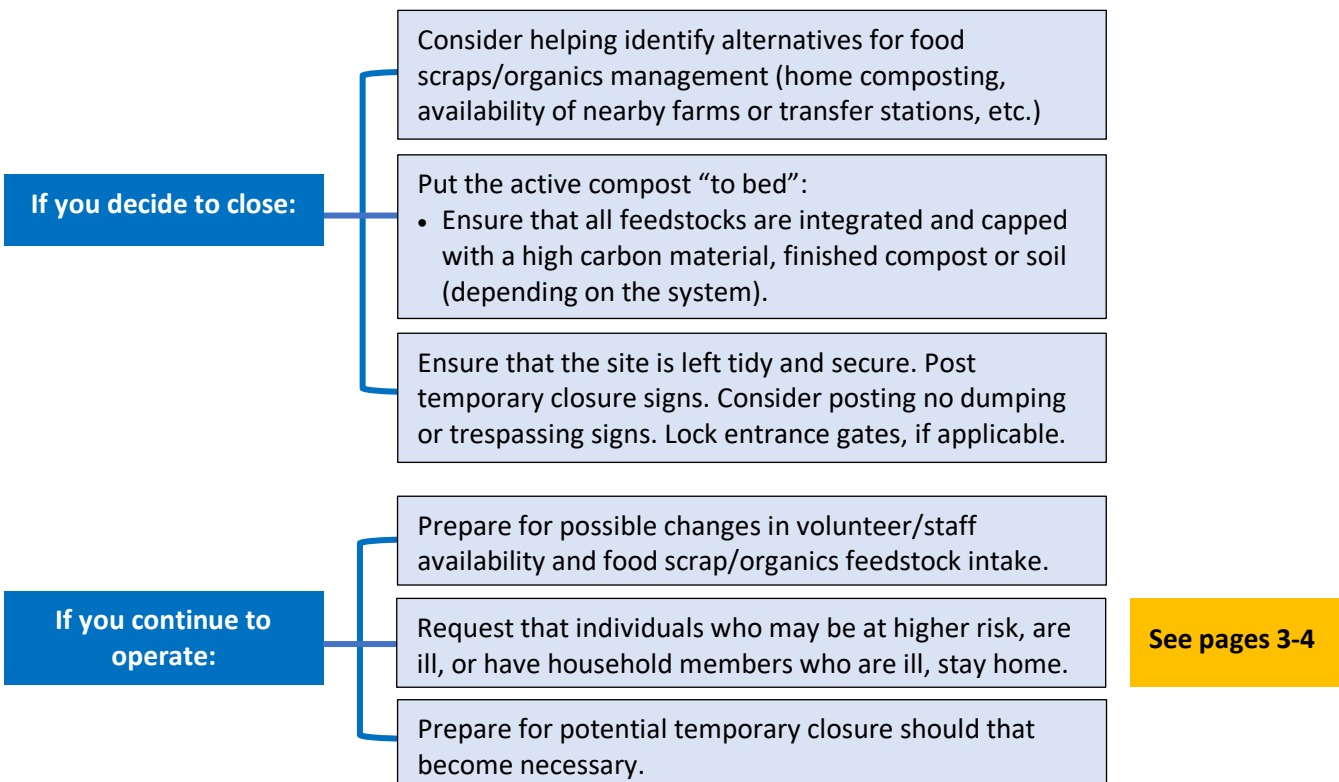 If you decide to close:
Consider helping identify alternatives for food
scraps/organics management (home composting,
availability of nearby farms or transfer stations, etc.)
Put the active compost “to bed”:
• Ensure that all feedstocks are integrated and capped
with a high carbon material, finished compost or soil
(depending on the system).
Ensure that the site is left tidy and secure. Post
temporary closure signs. Consider posting no dumping
or trespassing signs. Lock entrance gates, if applicable.
If you continue to
operate:
Prepare for possible changes in volunteer/staff
availability and food scrap/organics feedstock intake.
Request that individuals who may be at higher risk, are
ill, or have household members who are ill, stay home.
Prepare for potential temporary closure should that
become necessary.
See pages 3-4